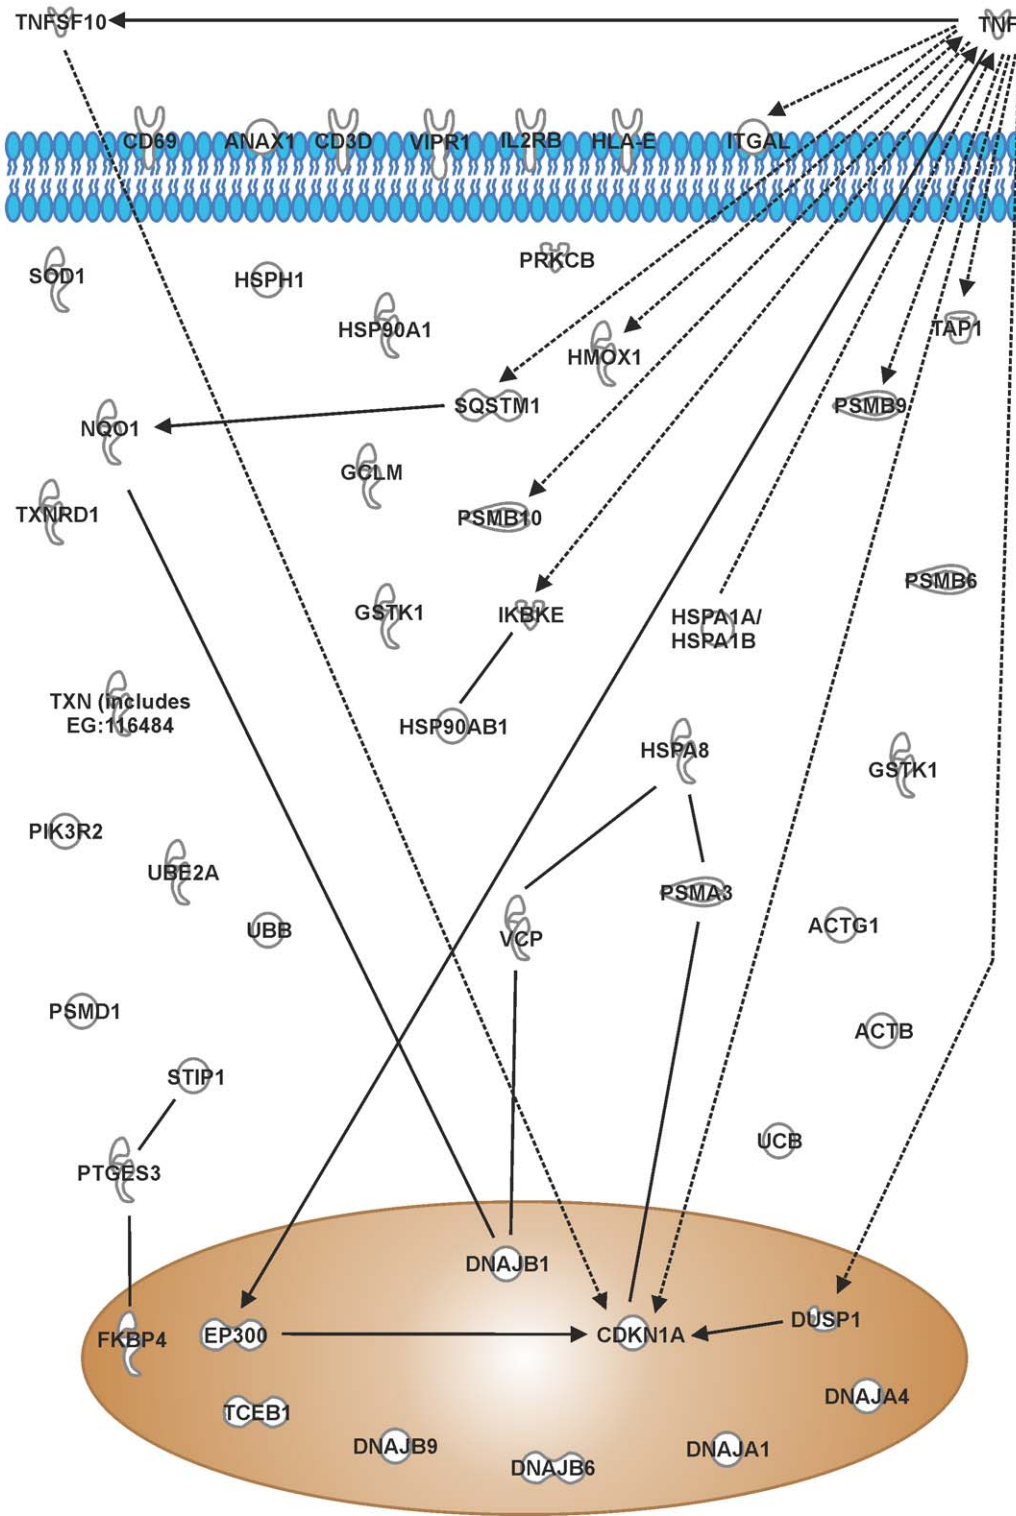 TNFSF10
TNF
CD69
ANAX1
CD3D
VIPR1
IL2RB
HLA-E
ITGAL
SOD1
HSPH1
PRKCB
HSP90A1
HMOX1
TAP1
NQO1
SQSTM1
PSMB9
GCLM
TXNRD1
PSMB10
PSMB6
GSTK1
IKBKE
HSPA1A/
HSPA1B
TXN (includes
EG:116484
HSP90AB1
HSPA8
GSTK1
PIK3R2
UBE2A
PSMA3
UBB
VCP
ACTG1
PSMD1
ACTB
STIP1
UCB
PTGES3
DNAJB1
FKBP4
EP300
CDKN1A
DUSP1
TCEB1
DNAJA4
DNAJB9
DNAJB6
DNAJA1